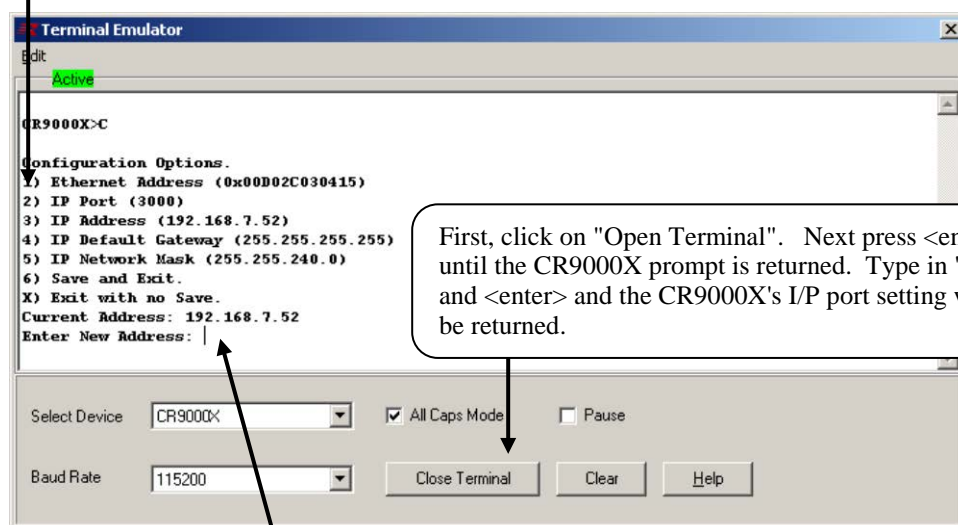 Terminal Emulator
Edit
Active
CR9000X>C
Configuration Options.
1) Ethernet Address (0x00D02C030415)
2) IP Port (3000)
3) IP Address (192.168.7.52)
4) IP Default Gateway (255.255.255.255)
5) IP Network Mask (255.255.240.0)
6) Save and Exit.
X) Exit with no Save.
Current Address: 192.168.7.52
Enter New Address:
First, click on "Open Terminal". Next press
until the CR9000X prompt is returned. Type in
and <enter> and the CR9000X's I/P port setting
be returned.
Select Device CR9000X All Caps Mode Pause
Baud Rate 115200 Close Terminal Clear Help